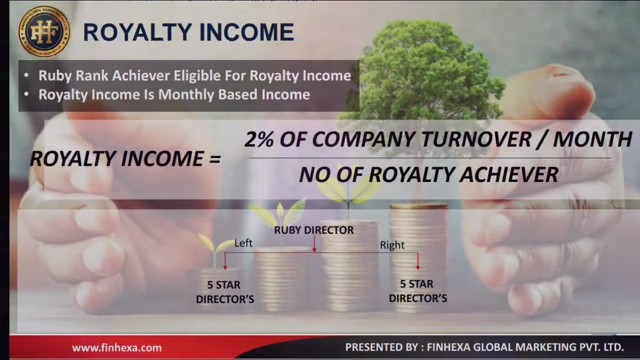 ROYALTY INCOME
• Ruby Rank Achiever Eligible For Royalty Income
• Royalty Income Is Monthly Based Income
2% OF COMPANY TURNOVER / MONTH
ROYALTY INCOME =
NO OF ROYALTY ACHIEVER
RUBY DIRECTOR
Left
Right
5 STAR
DIRECTOR'S
5 STAR
DIRECTOR'S
www.finhexa.com
PRESENTED BY : FINHEXA GLOBAL MARKETING PVT. LTD.